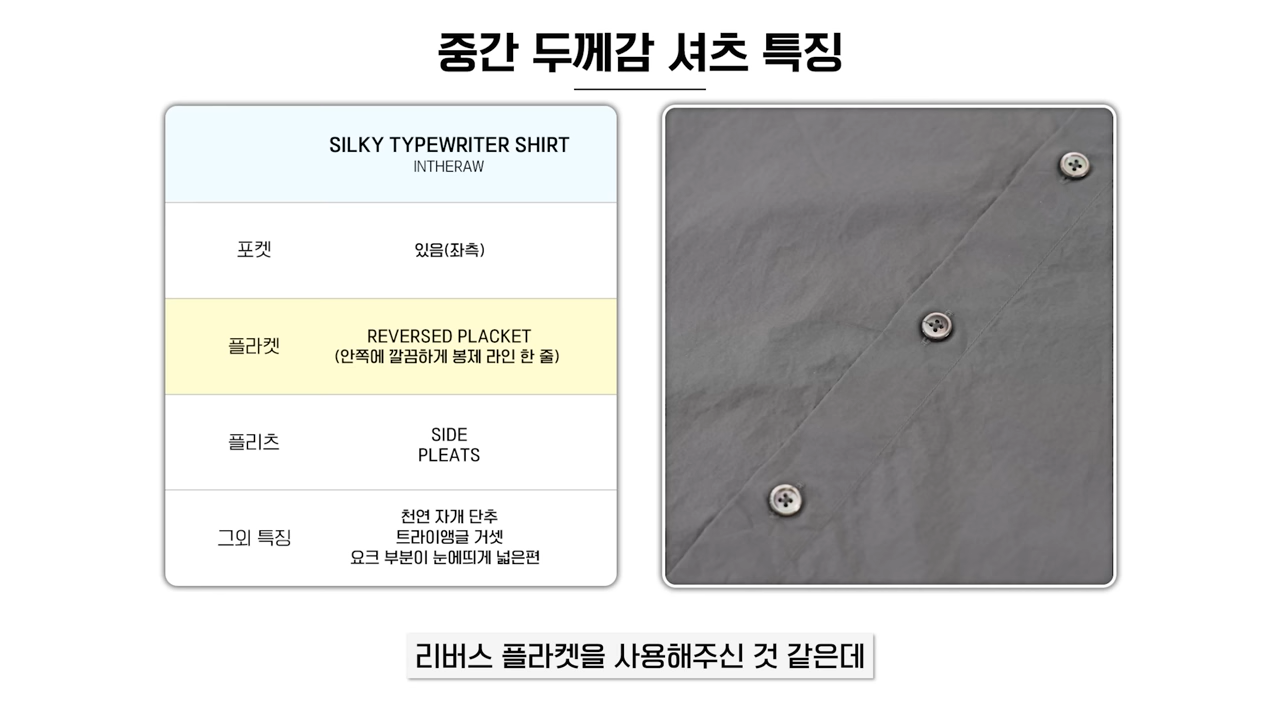 중간 두께감 셔츠 특징
SILKY TYPEWRITER SHIRT
INTHERAW
포켓
있음(좌측)
플라켓
REVERSED PLACKET
(안쪽에 깔끔하게 봉제 라인 한 줄)
플리츠
SIDE
PLEATS
그외 특징
천연 자개 단추
트라이앵글 거셋
요크 부분이 눈에띄게 넓은편
리버스 플라켓을 사용해주신 것 같은데